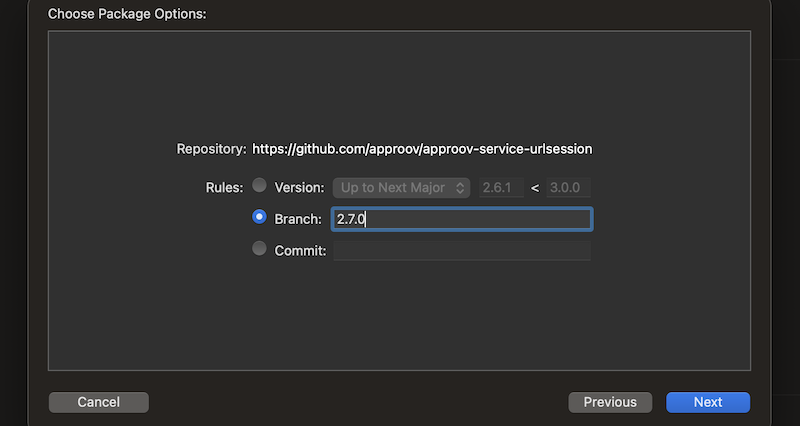 Choose Package Options:
Repository: https://github.com/approov/approov-service-urlsession
Rules: Version: Up to Next Major 2.6.1 < 3.0.0
Branch: 2.7.0
Commit:
Cancel Previous Next